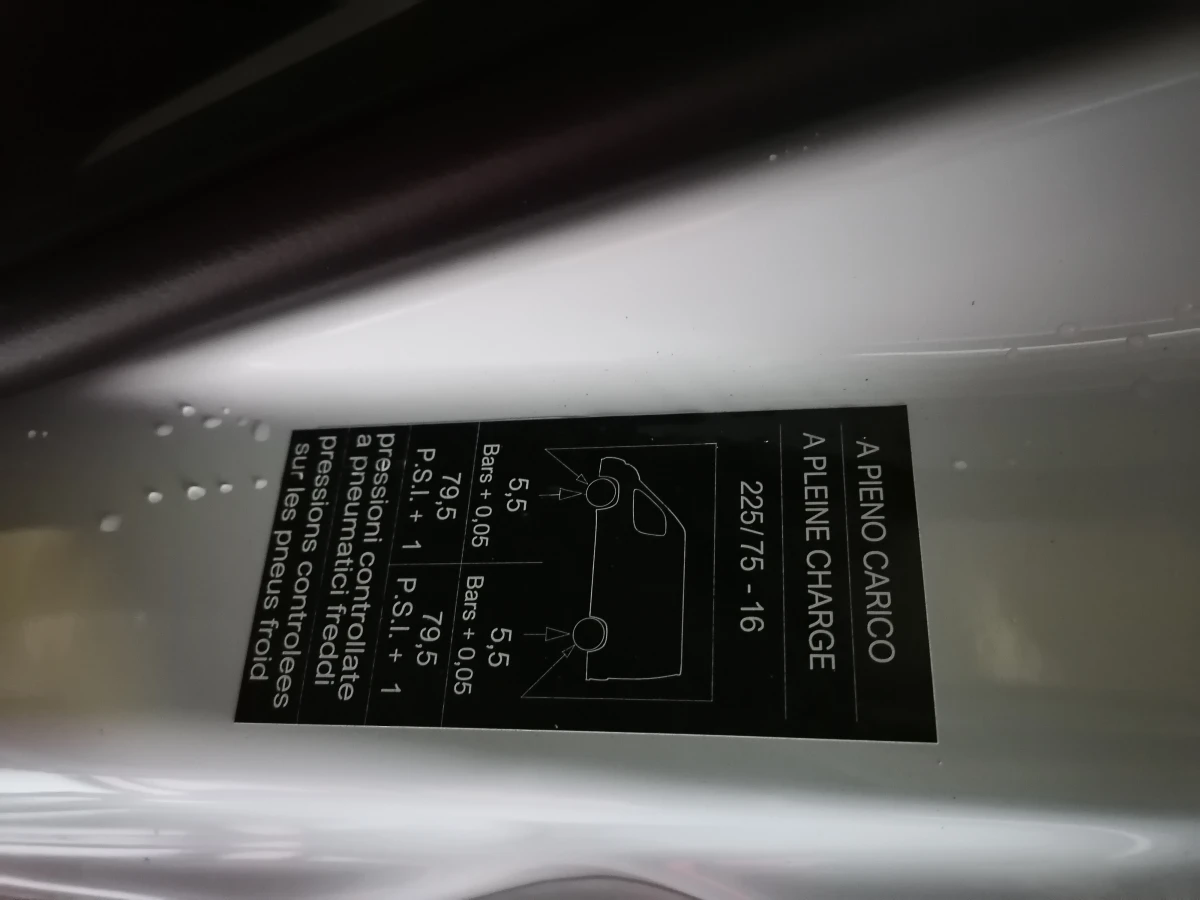 A PIENO CARICO
A PLEINE CHARGE
225/75 - 16
5,5 5,5
Bars + 0,05 Bars + 0,05
79,5 79,5
P.S.I. + 1 P.S.I. + 1
pressioni controllate
a pneumatici freddi
pressions controlees
sur les pneus froid